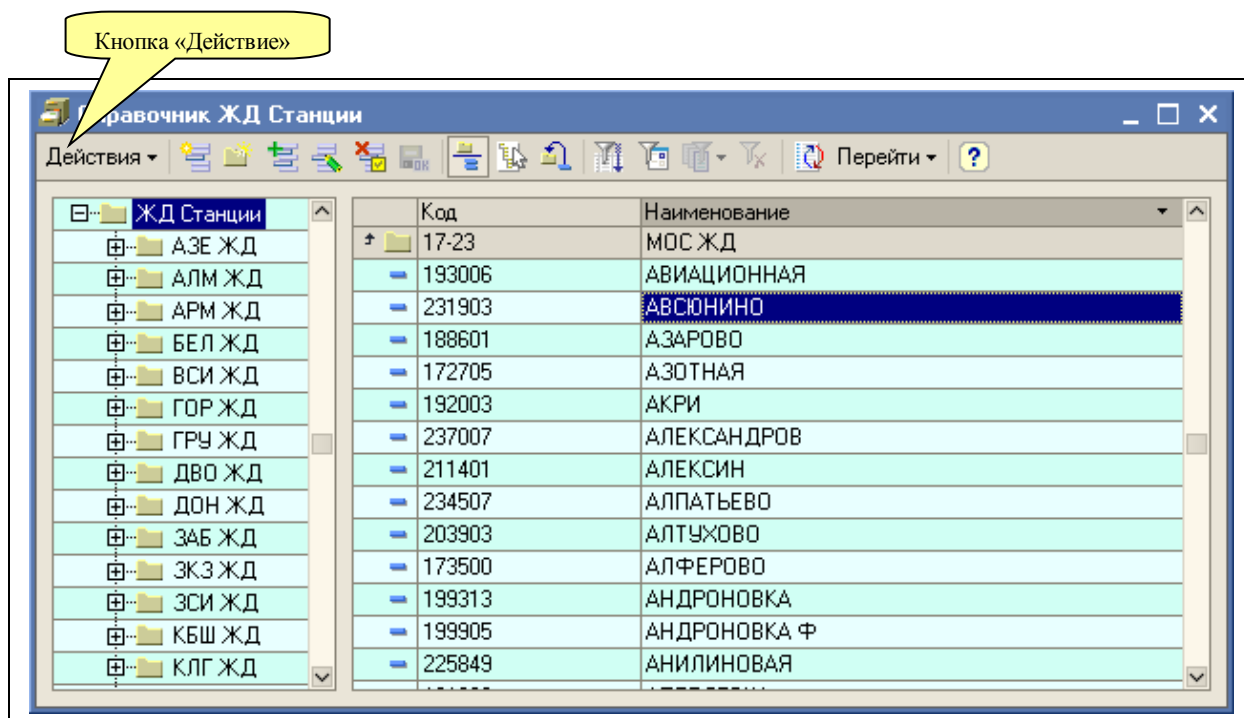 Кнопка «Действие»
Справочник ЖД Станции
Действия Перейти ?
ЖД Станции
АЗЕ ЖД
АЛМ ЖД
АРМ ЖД
БЕЛ ЖД
ВСИ ЖД
ГОР ЖД
ГРУ ЖД
ДВО ЖД
ДОН ЖД
ЗАБ ЖД
ЗКЗ ЖД
ЗСИ ЖД
КБШ ЖД
КЛГ ЖД
Код Наименование
17-23 МОС ЖД
193006 АВИАЦИОННАЯ
231903 АВСЮНИНО
188601 АЗАРОВО
172705 АЗОТНАЯ
192003 АКРИ
237007 АЛЕКСАНДРОВ
211401 АЛЕКСИН
234507 АЛПАТЬЕВО
203903 АЛТУХОВО
173500 АЛФЕРОВО
199313 АНДРОНОВКА
199905 АНДРОНОВКА Ф
225849 АНИЛИНОВАЯ